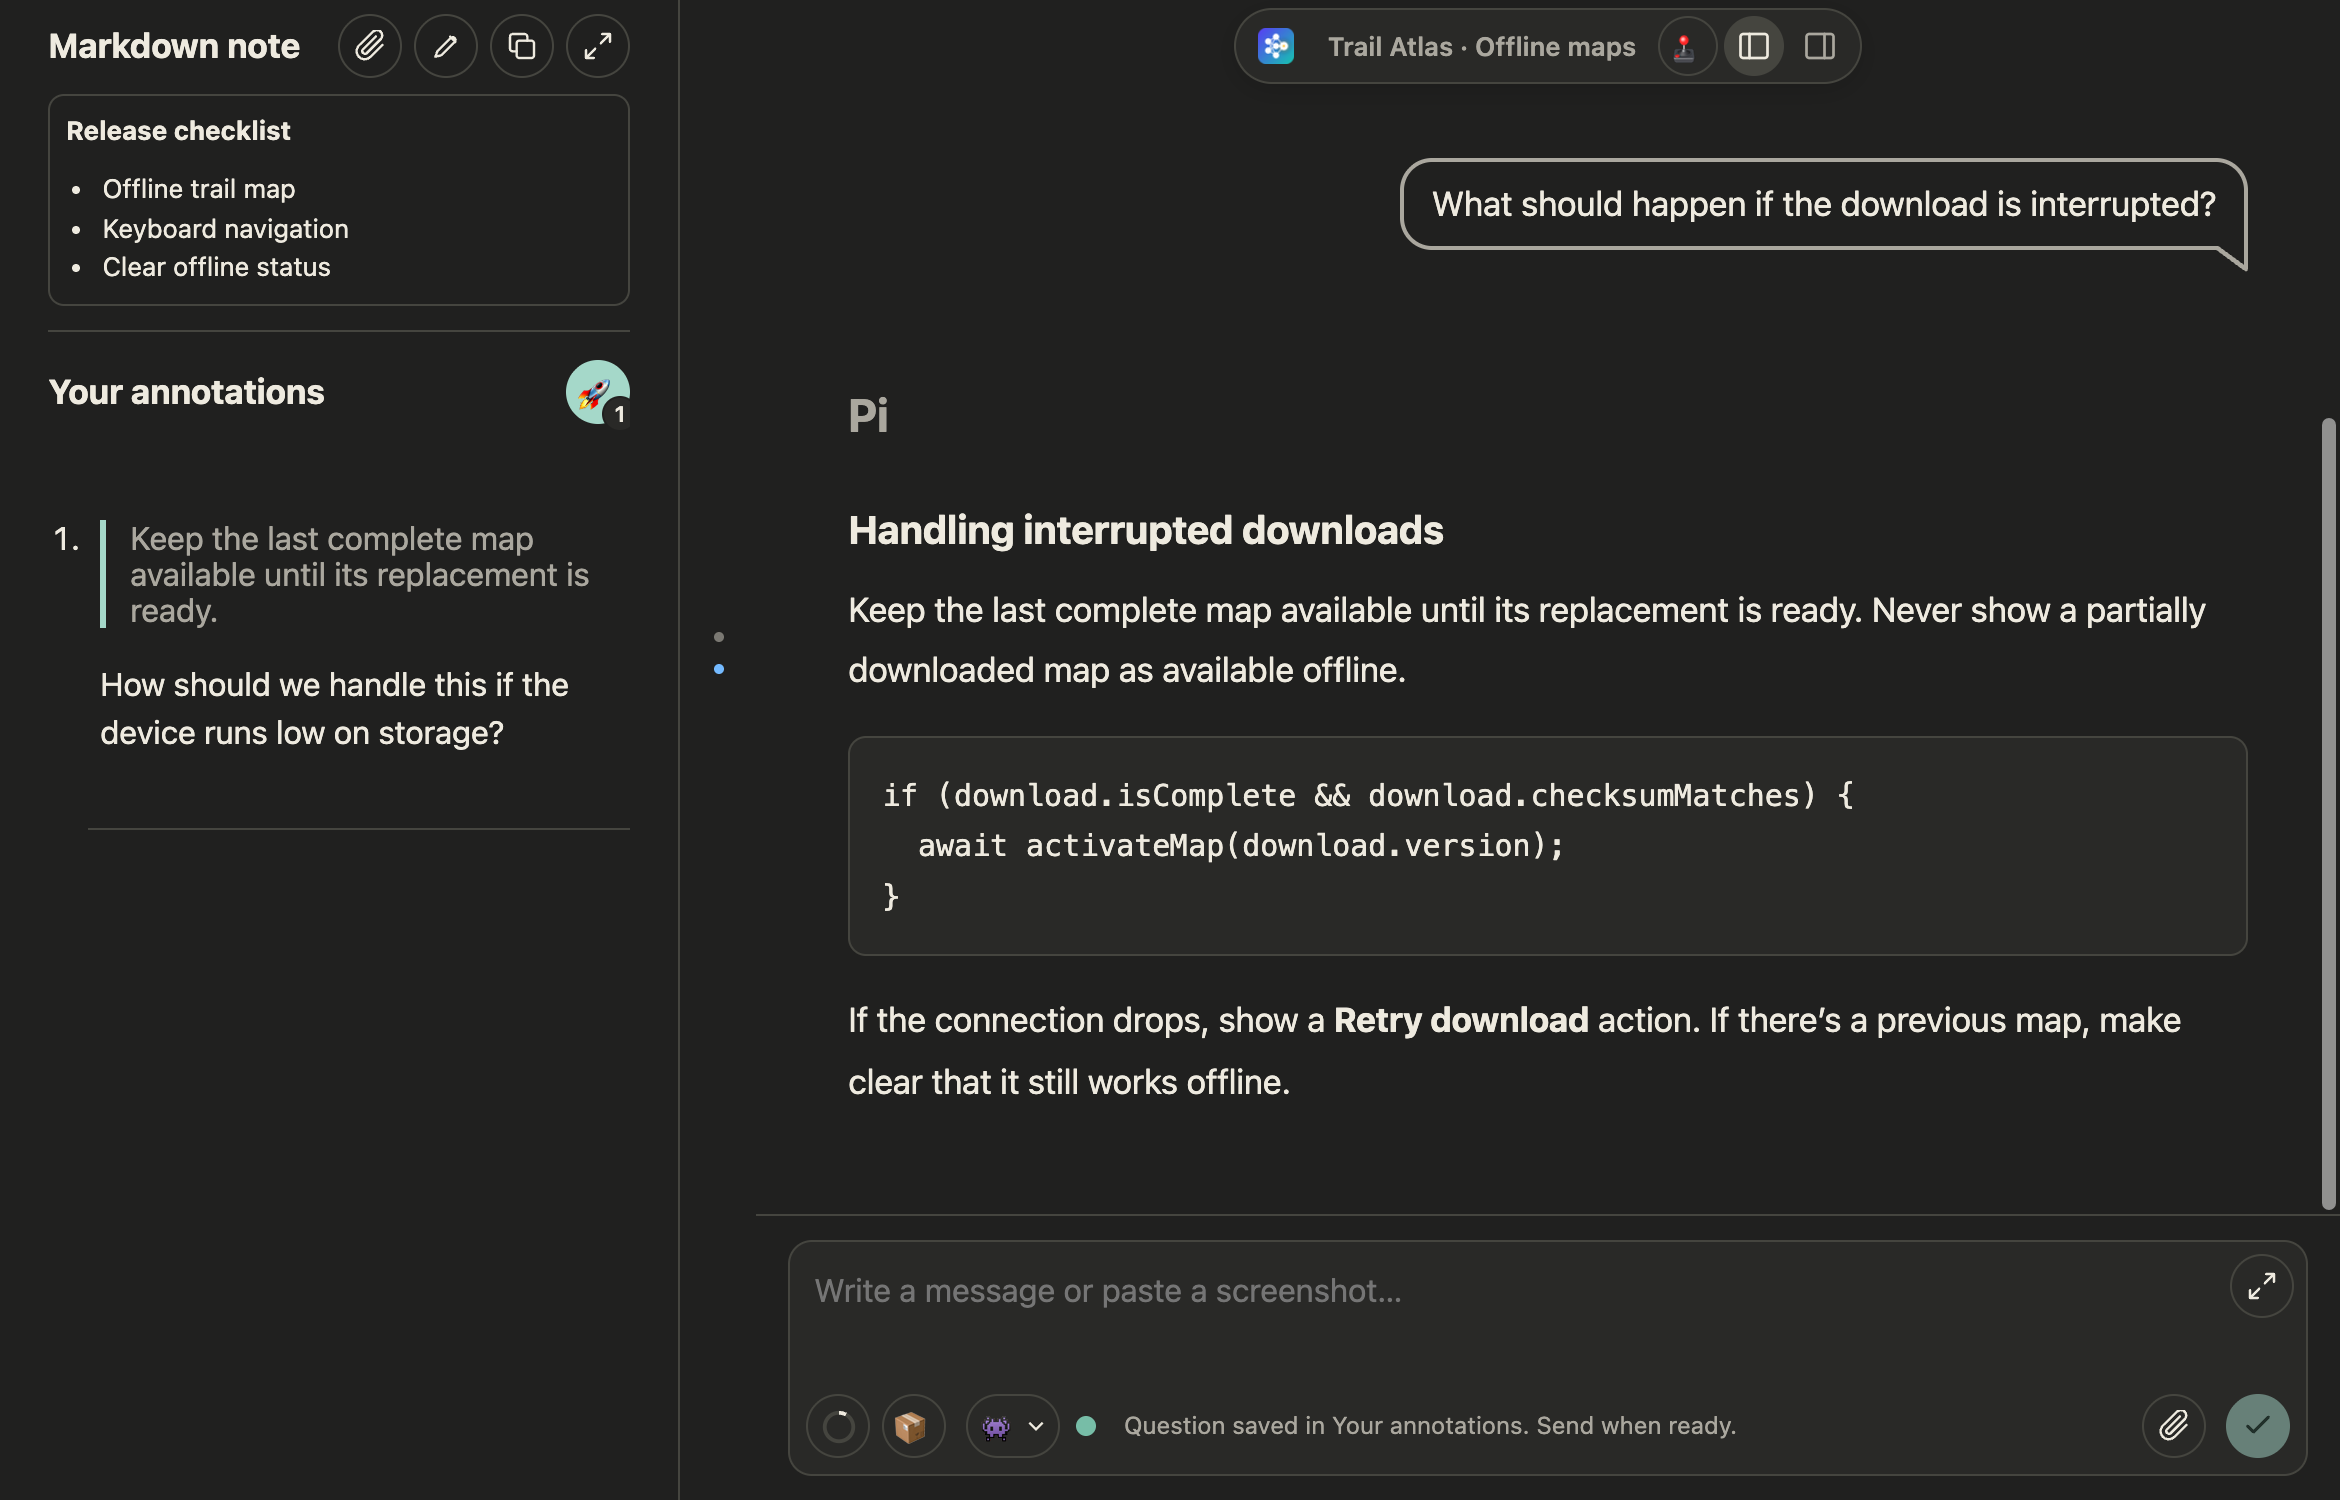 Markdown note
Release checklist
• Offline trail map
• Keyboard navigation
• Clear offline status
Your annotations
1
1.
Keep the last complete map
available until its replacement is
ready.
How should we handle this if the
device runs low on storage?
Trail Atlas · Offline maps
What should happen if the download is interrupted?
Pi
Handling interrupted downloads
Keep the last complete map available until its replacement is ready. Never show a partially
downloaded map as available offline.
if (download.isComplete && download.checksumMatches) {
  await activateMap(download.version);
}
If the connection drops, show a Retry download action. If there’s a previous map, make
clear that it still works offline.
Write a message or paste a screenshot...
Question saved in Your annotations. Send when ready.